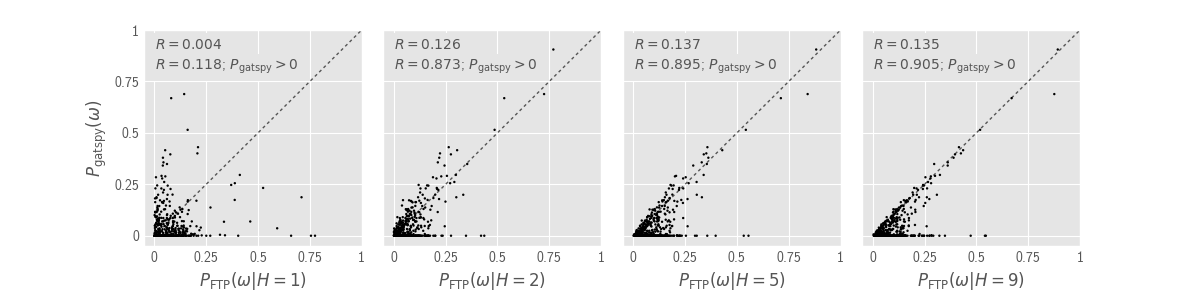 R = 0.004
R = 0.118; P_gatspy > 0
R = 0.126
R = 0.873; P_gatspy > 0
R = 0.137
R = 0.895; P_gatspy > 0
R = 0.135
R = 0.905; P_gatspy > 0
1
0.75
0.5
0.25
0
P_gatspy(ω)
0 0.25 0.5 0.75 1
0 0.25 0.5 0.75 1
0 0.25 0.5 0.75 1
0 0.25 0.5 0.75 1
P_FTP(ω|H = 1)
P_FTP(ω|H = 2)
P_FTP(ω|H = 5)
P_FTP(ω|H = 9)